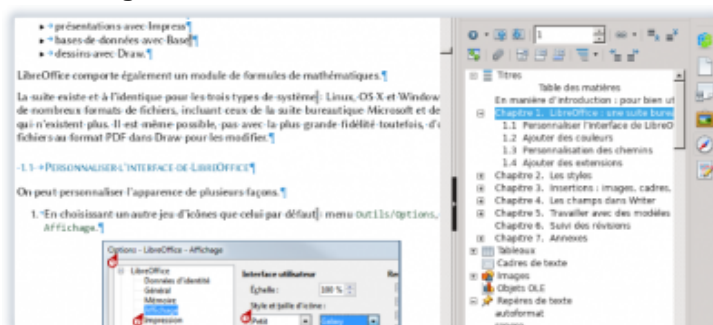 présentations·avec·Impress¶
bases·de·données·avec·Base¶
dessins·avec·Draw.¶
LibreOffice comporte également un module de formules de mathématiques.¶
La·suite·existe·et·à·l'identique·pour·les·trois·types·de·système : Linux, OS·X·et Window
de·nombreux·formats·de·fichiers,·incluant·ceux·de·la·suite·bureautique·Microsoft·et·de
qui·n'existent·plus.·Il·est·même·possible,·pas·avec·la·plus·grande·fidélité·toutefois,·d'
fichiers·au·format·PDF·dans·Draw·pour·les·modifier.¶
1.1 PERSONNALISER·L'INTERFACE·DE·LIBREOFFICE¶
On peut personnaliser l'apparence de plusieurs façons.¶
1. En choisissant un autre jeu d'icônes que celui par défaut : menu Outils/Options,
Affichage.¶
Options - LibreOffice - Affichage
LibreOffice
Données d'identité
Général
Mémoire
Affichage
Impression
Interface utilisateur
Re
Échelle :
100 %
Style et taille d'icône :
Petit
Galaxy
1
Titres
Table des matières
En manière d'introduction : pour bien ut
Chapitre 1. LibreOffice : une suite bure
1.1 Personnaliser l'interface de LibreO
1.2 Ajouter des couleurs
1.3 Personnalisation des chemins
1.4 Ajouter des extensions
Chapitre 2. Les styles
Chapitre 3. Insertions : images, cadres,
Chapitre 4. Les champs dans Writer
Chapitre 5. Travailler avec des modèles
Chapitre 6. Suivi des révisions
Chapitre 7. Annexes
Tableaux
Cadres de texte
Images
Objets OLE
Repères de texte
autoformat